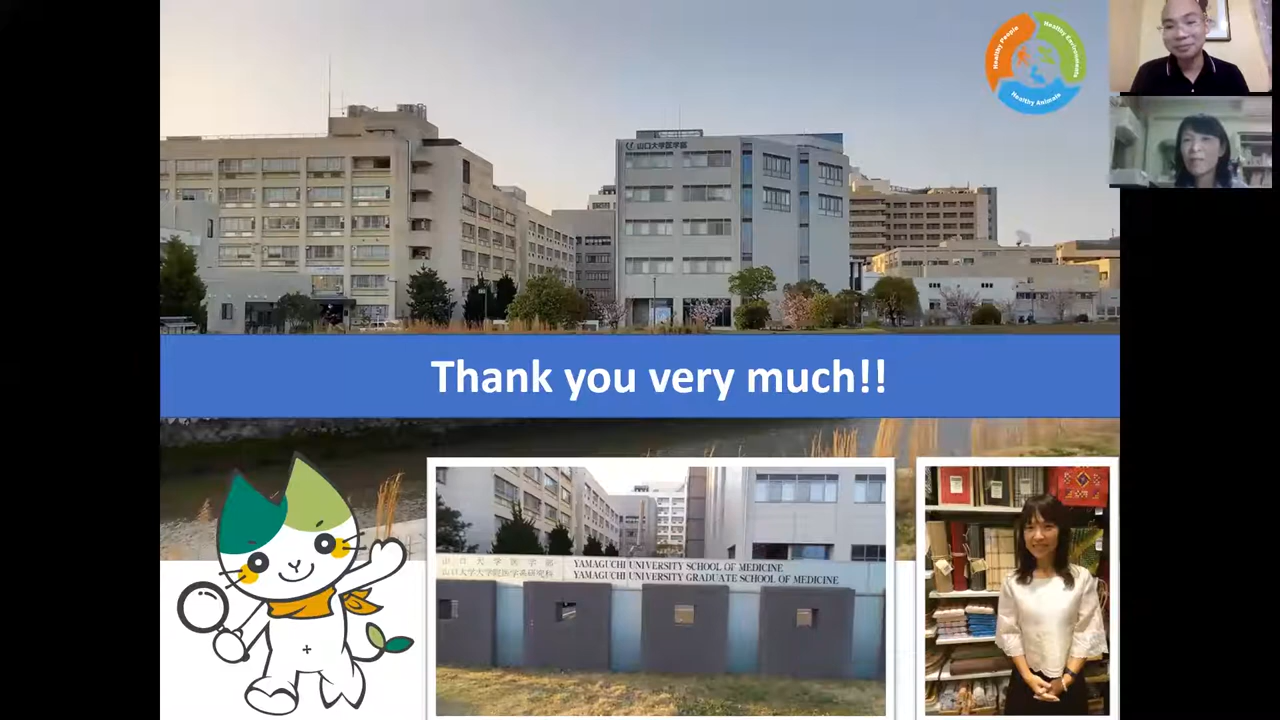 Healthy People
Healthy Environments
Healthy Animals
山口大学医学部
Thank you very much!!
山口大学医学部
山口大学大学院医学系研究科
YAMAGUCHI UNIVERSITY SCHOOL OF MEDICINE
YAMAGUCHI UNIVERSITY GRADUATE SCHOOL OF MEDICINE